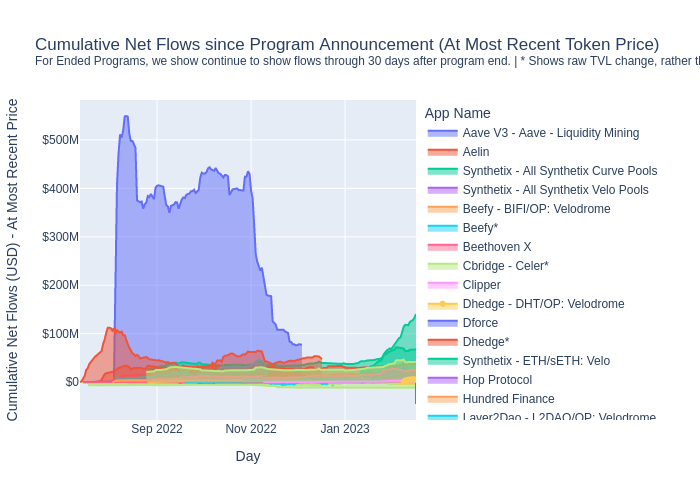 Cumulative Net Flows since Program Announcement (At Most Recent Token Price)
For Ended Programs, we show continue to show flows through 30 days after program end. | * Shows raw TVL change, rather
Cumulative Net Flows (USD) - At Most Recent Price
$500M
$400M
$300M
$200M
$100M
$0
Sep 2022
Nov 2022
Jan 2023
Day
App Name
Aave V3 - Aave - Liquidity Mining
Aelin
Synthetix - All Synthetix Curve Pools
Synthetix - All Synthetix Velo Pools
Beefy - BIFI/OP: Velodrome
Beefy*
Beethoven X
Cbridge - Celer*
Clipper
Dhedge - DHT/OP: Velodrome
Dforce
Dhedge*
Synthetix - ETH/sETH: Velo
Hop Protocol
Hundred Finance
Layer2Dao - L2DAO/OP: Velodrome